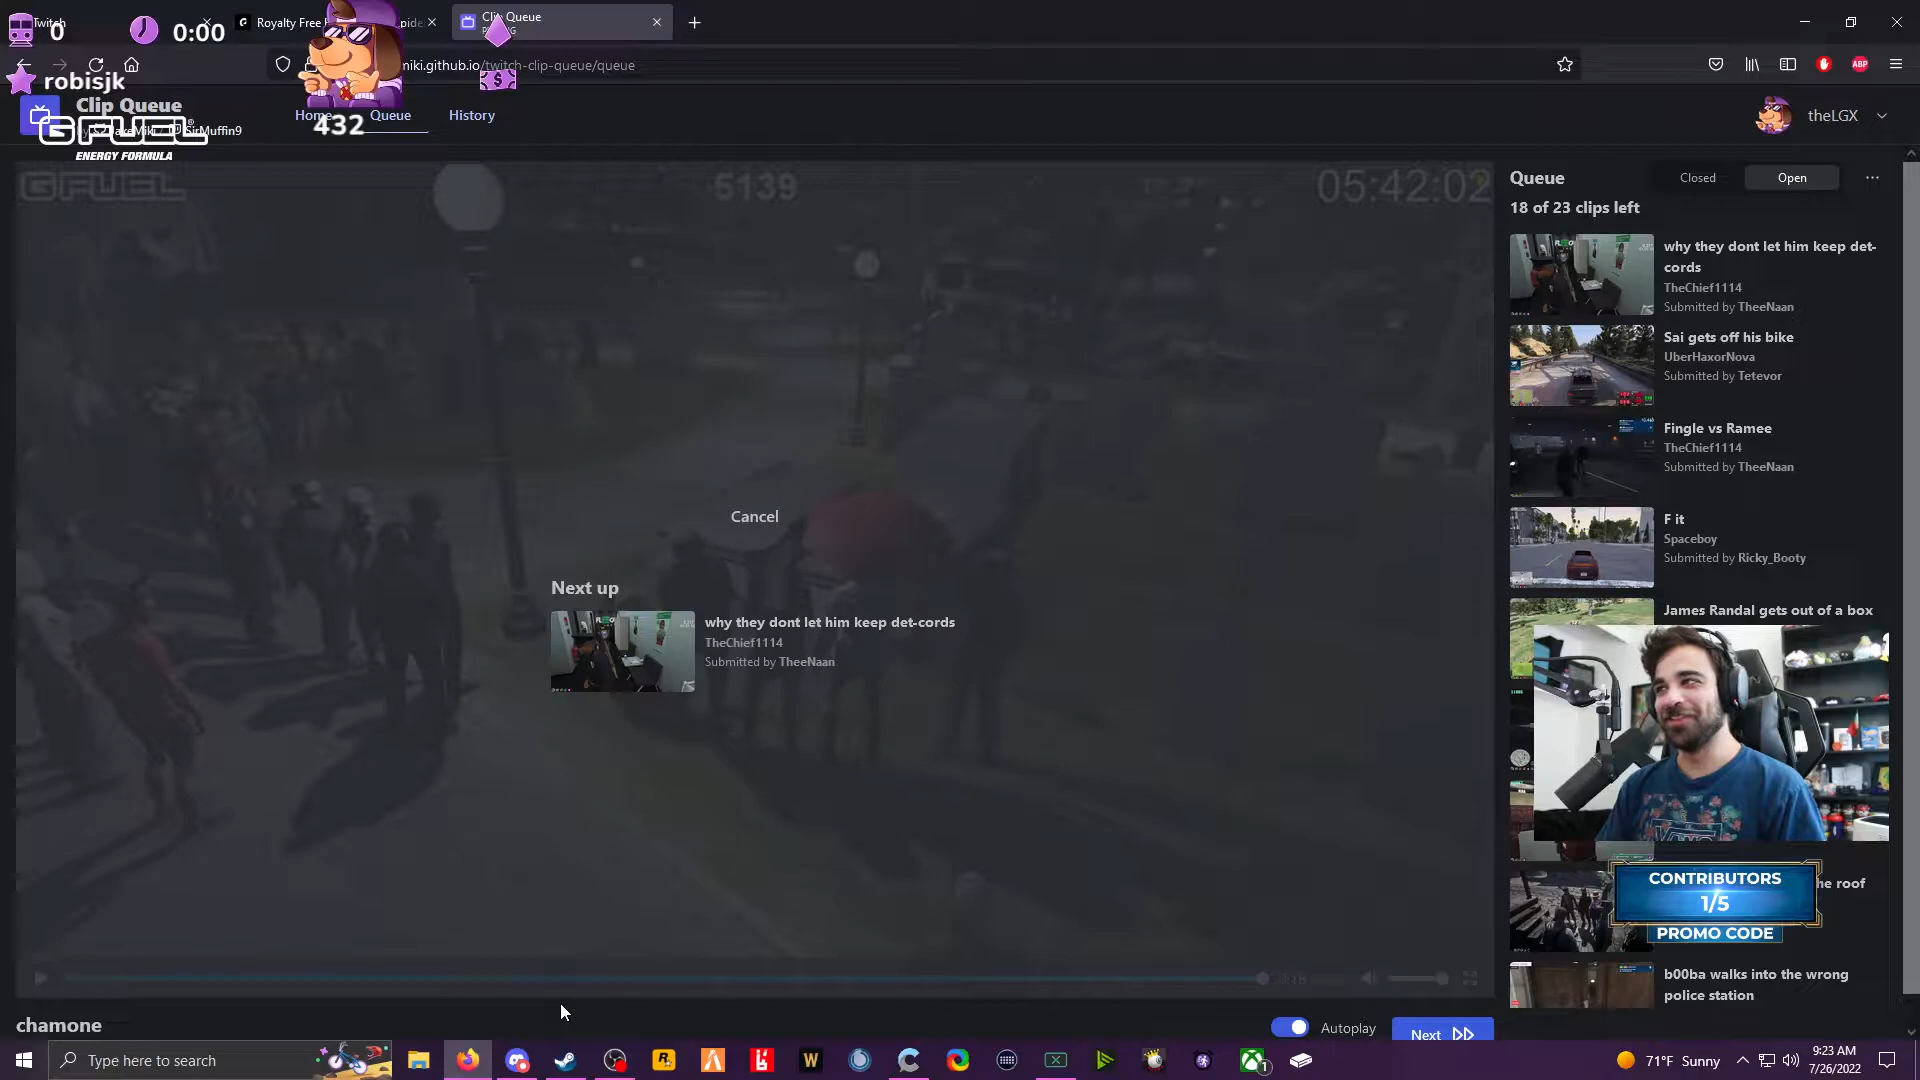 Twitch
Royalty Free
Clip Queue
0
0:00
miki.github.io/twitch-clip-queue/queue
ABP
robisjk
Clip Queue
SirMuffin9
GFUEL
ENERGY FORMULA
Home
432
Queue
History
theLGX
GFUEL
5139
05:42:02
Queue
Closed
Open
18 of 23 clips left
why they dont let him keep det-
cords
TheChief1114
Submitted by TheeNaan
Sai gets off his bike
UberHaxorNova
Submitted by Tetevor
Fingle vs Ramee
TheChief1114
Submitted by TheeNaan
F it
Spaceboy
Submitted by Ricky_Booty
James Randal gets out of a box
Cancel
Next up
why they dont let him keep det-cords
TheChief1114
Submitted by TheeNaan
CONTRIBUTORS
1/5
PROMO CODE
he roof
b00ba walks into the wrong
police station
chamone
Autoplay
Next
Type here to search
71°F Sunny
9:23 AM
7/26/2022